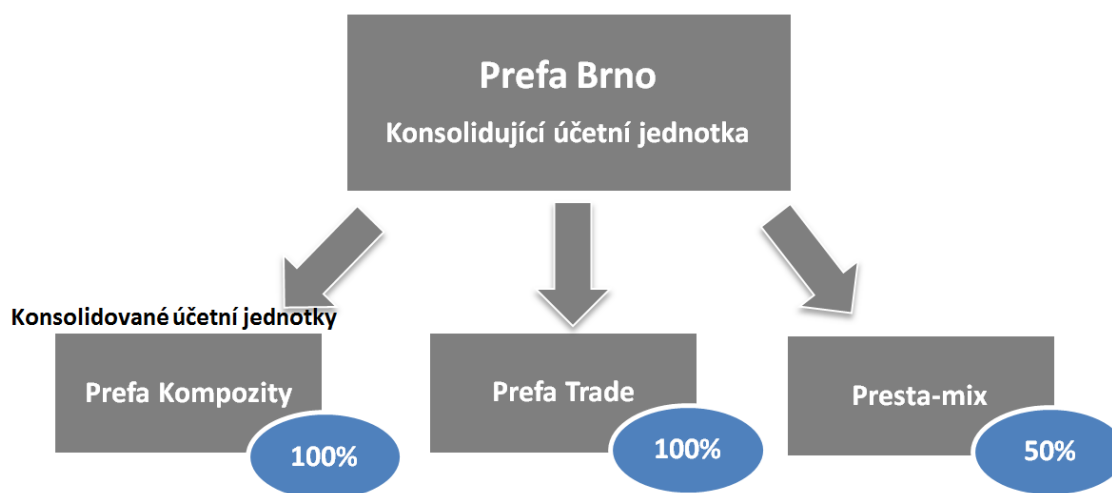 Prefa Brno
Konsolidující účetní jednotka
Konsolidované účetní jednotky
Prefa Kompozity
Prefa Trade
Presta-mix
100%
100%
50%